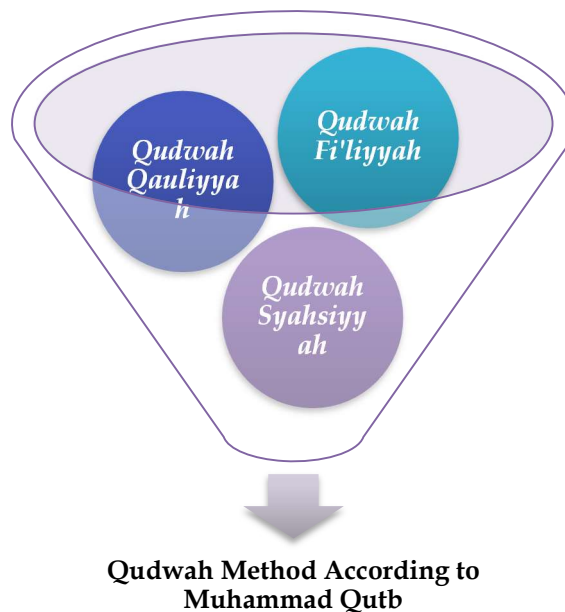 Qudwah
Qauliyya
h
Qudwah
Fi'liyyah
Qudwah
Syahsiyy
ah
Qudwah Method According to
Muhammad Qutb